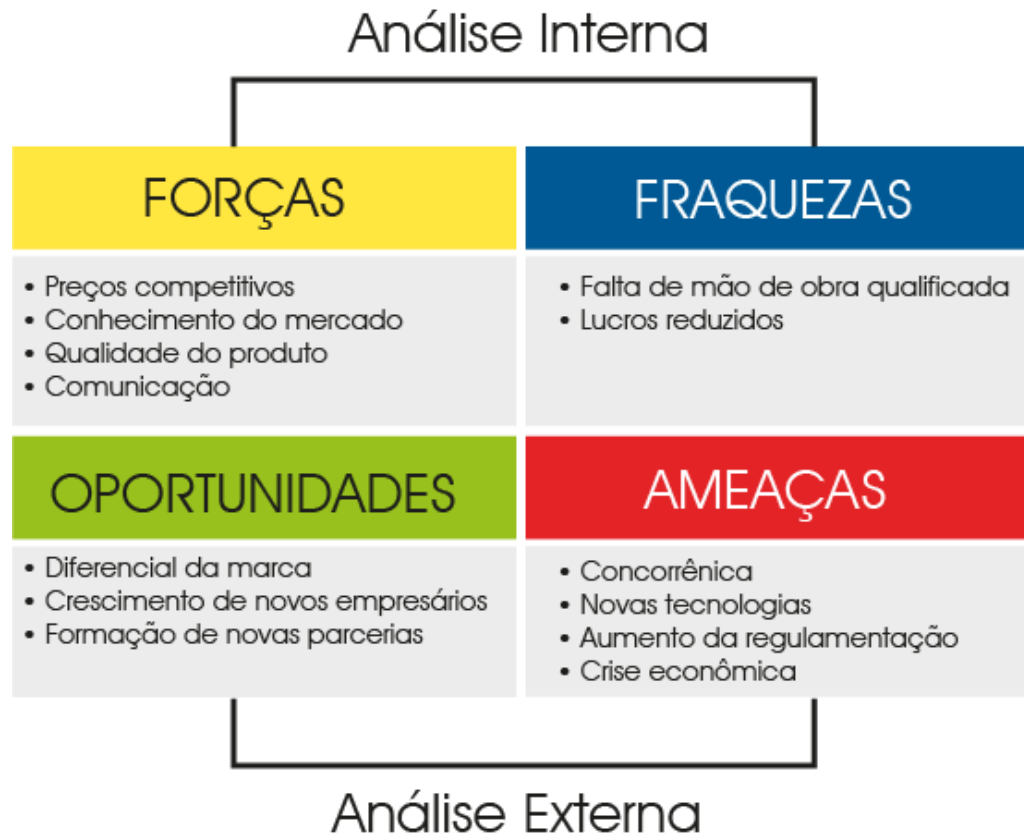 Análise Interna
FORÇAS
• Preços competitivos
• Conhecimento do mercado
• Qualidade do produto
• Comunicação
FRAQUEZAS
• Falta de mão de obra qualificada
• Lucros reduzidos
OPORTUNIDADES
• Diferencial da marca
• Crescimento de novos empresários
• Formação de novas parcerias
AMEAÇAS
• Concorrênica
• Novas tecnologias
• Aumento da regulamentação
• Crise econômica
Análise Externa